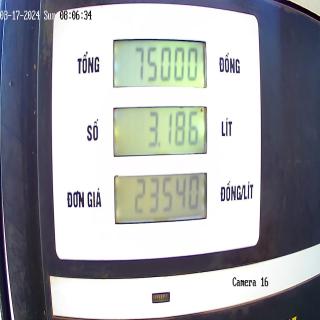 03-17-2024 Sun 08:06:34
TỔNG 75000 ĐỒNG
SỐ 3.186 LÍT
ĐƠN GIÁ 23540 ĐỒNG/LÍT
Camera 16